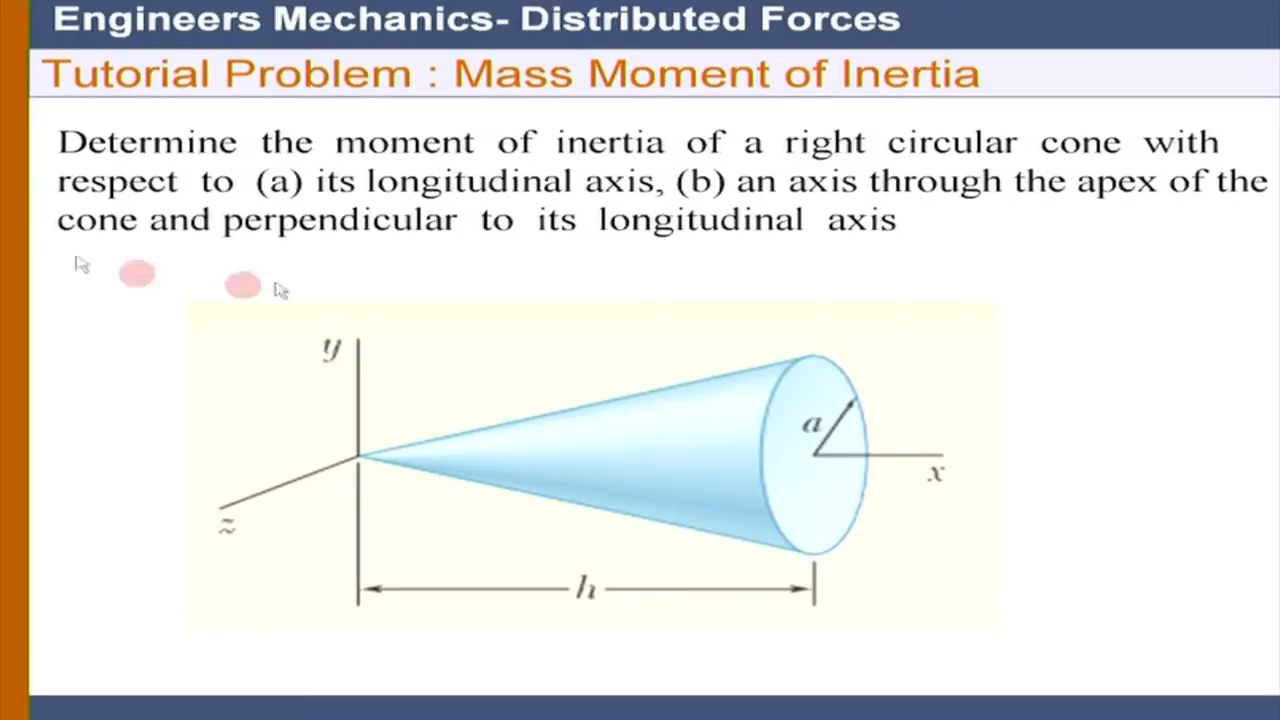 Engineers Mechanics- Distributed Forces
Tutorial Problem : Mass Moment of Inertia
Determine the moment of inertia of a right circular cone with
respect to (a) its longitudinal axis, (b) an axis through the apex of the
cone and perpendicular to its longitudinal axis
y
a
x
z
h